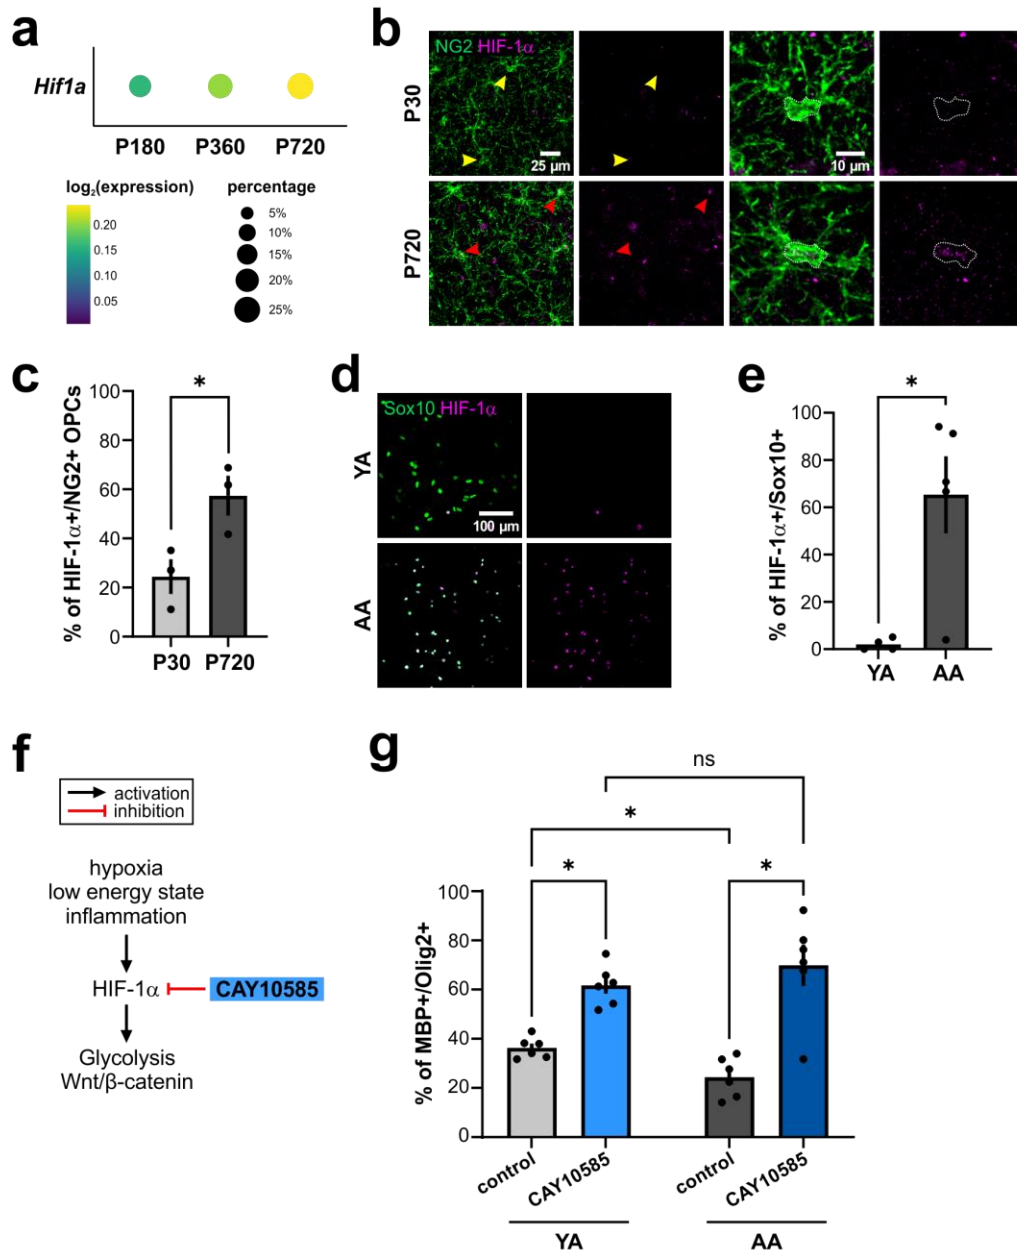 a
Hif1a
P180 P360 P720
log₂(expression)
0.20
0.15
0.10
0.05
percentage
5%
10%
15%
20%
25%
b
NG2 HIF-1α
P30
25 µm
10 µm
P720
c
% of HIF-1α+/NG2+ OPCs
100
80
60
40
20
0
*
P30 P720
d
Sox10 HIF-1α
YA
100 µm
AA
e
% of HIF-1α+/Sox10+
100
80
60
40
20
0
*
YA AA
f
activation
inhibition
hypoxia
low energy state
inflammation
HIF-1α
CAY10585
Glycolysis
Wnt/β-catenin
g
% of MBP+/Olig2+
100
80
60
40
20
0
ns
*
*
*
control
CAY10585
control
CAY10585
YA
AA